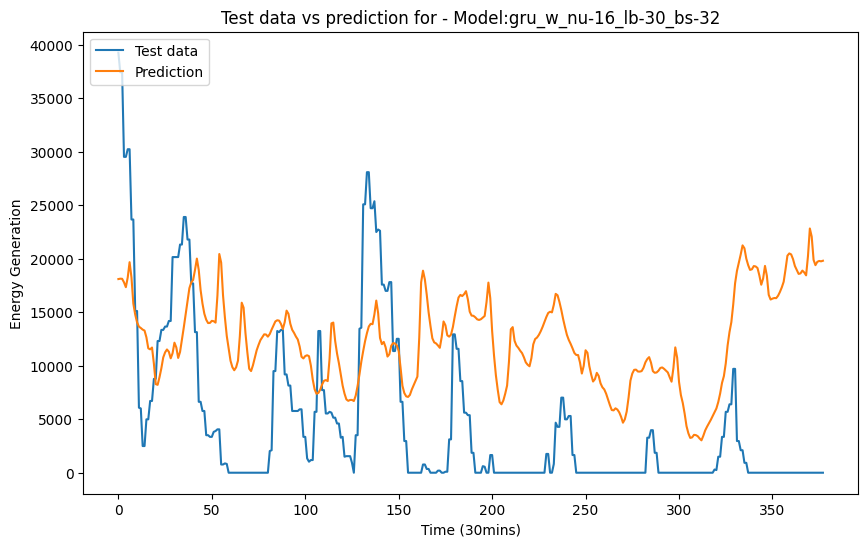 Test data vs prediction for - Model:gru_w_nu-16_lb-30_bs-32
Test data
Prediction
40000
35000
30000
25000
20000
15000
10000
5000
0
Energy Generation
0 50 100 150 200 250 300 350
Time (30mins)